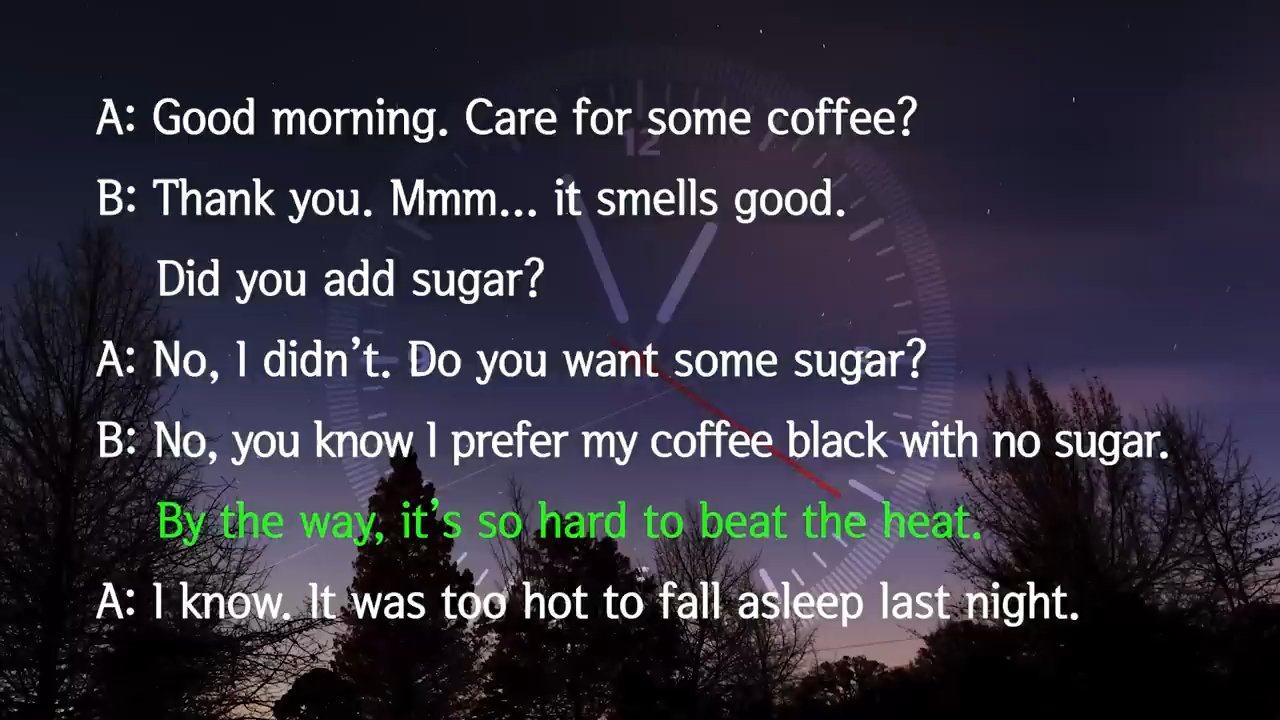 A: Good morning. Care for some coffee?
B: Thank you. Mmm... it smells good.
Did you add sugar?
A: No, I didn't. Do you want some sugar?
B: No, you know I prefer my coffee black with no sugar.
By the way, it's so hard to beat the heat.
A: I know. It was too hot to fall asleep last night.
12